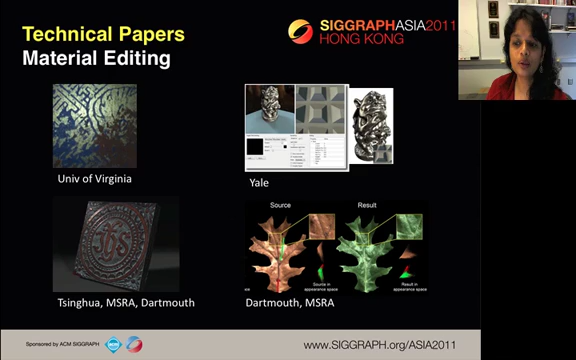 Technical Papers
Material Editing
SIGGRAPHASIA2011
HONG KONG
Univ of Virginia
Yale
Source
Result
Source in
appearance space
Result in
appearance space
Tsinghua, MSRA, Dartmouth
Dartmouth, MSRA
Sponsored by ACM SIGGRAPH
www.SIGGRAPH.org/ASIA2011